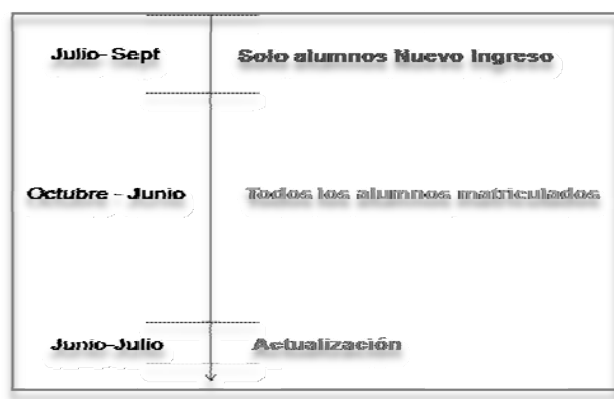 Julio- Sept
Solo alumnos Nuevo Ingreso
Octubre - Junio
Todos los alumnos matriculados
Junio-Julio
Actualización